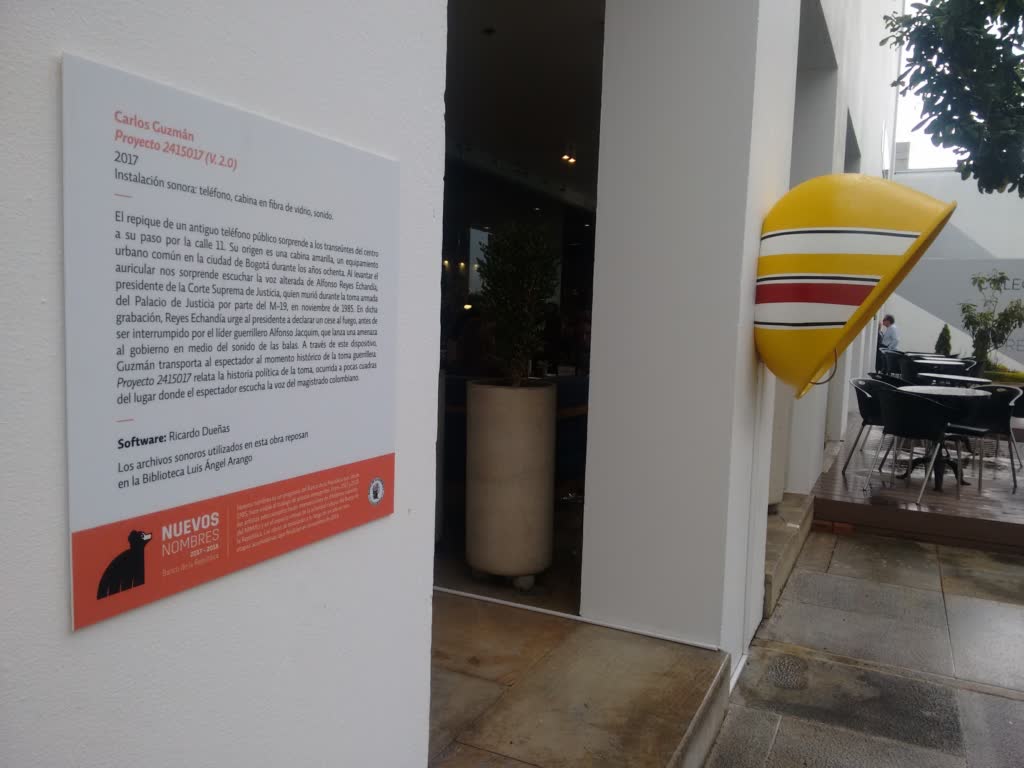 Carlos Guzmán
Proyecto 2415017 (V. 2.0)
2017
Instalación sonora: teléfono, cabina en fibra de vidrio, sonido.
El repique de un antiguo teléfono público sorprende a los transeúntes del centro
a su paso por la calle 11. Su origen es una cabina amarilla, un equipamiento
urbano común en la ciudad de Bogotá durante los años ochenta. Al levantar el
auricular nos sorprende escuchar la voz alterada de Alfonso Reyes Echandía,
presidente de la Corte Suprema de Justicia, quien murió durante la toma armada
del Palacio de Justicia por parte del M-19, en noviembre de 1985. En dicha
grabación, Reyes Echandía urge al presidente a declarar un cese al fuego, antes de
ser interrumpido por el líder guerrillero Alfonso Jacquim, que lanza una amenaza
al gobierno en medio del sonido de las balas. A través de este dispositivo,
Guzmán transporta al espectador al momento histórico de la toma guerrillera.
Proyecto 2415017 relata la historia política de la toma, ocurrida a pocas cuadras
del lugar donde el espectador escucha la voz del magistrado colombiano.
Software: Ricardo Dueñas
Los archivos sonoros utilizados en esta obra reposan
en la Biblioteca Luis Ángel Arango
NUEVOS
NOMBRES
2017-2018
Banco de la República
COLEC